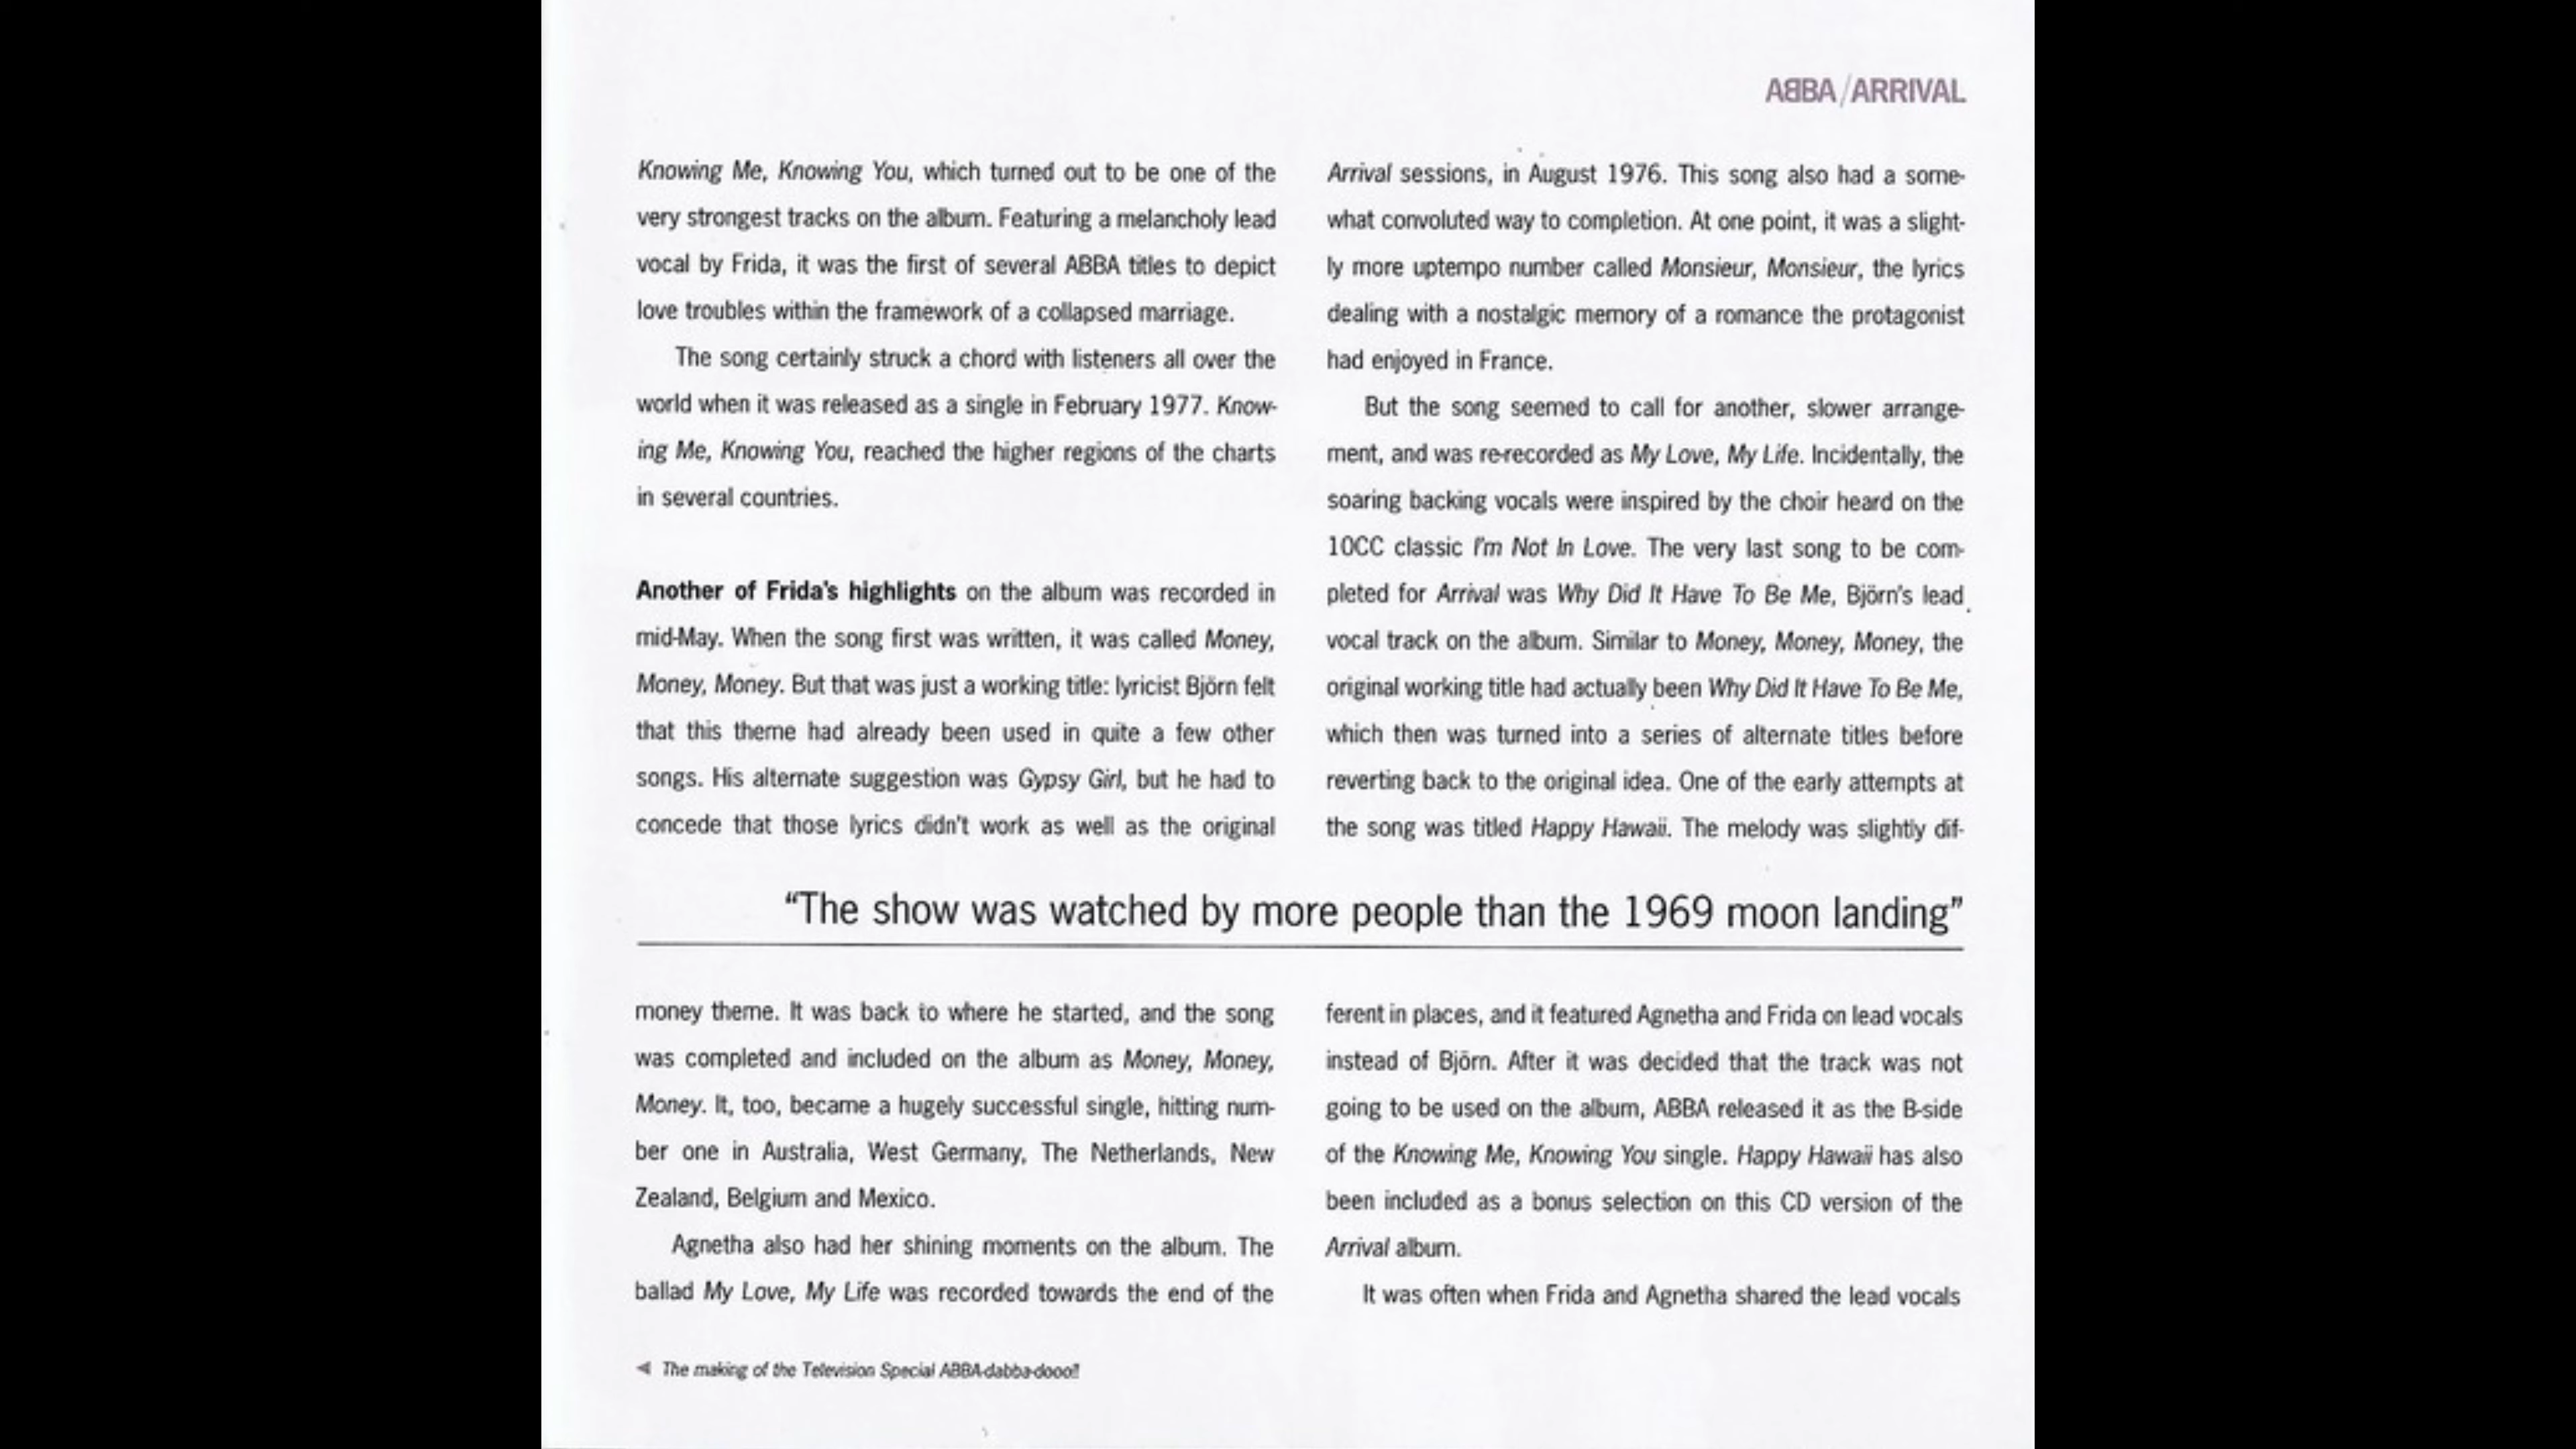 ABBA/ARRIVAL
Knowing Me, Knowing You, which turned out to be one of the
very strongest tracks on the album. Featuring a melancholy lead
vocal by Frida, it was the first of several ABBA titles to depict
love troubles within the framework of a collapsed marriage.
The song certainly struck a chord with listeners all over the
world when it was released as a single in February 1977. Know-
ing Me, Knowing You, reached the higher regions of the charts
in several countries.
Another of Frida's highlights on the album was recorded in
mid-May. When the song first was written, it was called Money,
Money, Money. But that was just a working title: lyricist Björn felt
that this theme had already been used in quite a few other
songs. His alternate suggestion was Gypsy Girl, but he had to
concede that those lyrics didn't work as well as the original
money theme. It was back to where he started, and the song
was completed and included on the album as Money, Money,
Money. It, too, became a hugely successful single, hitting num-
ber one in Australia, West Germany, The Netherlands, New
Zealand, Belgium and Mexico.
Agnetha also had her shining moments on the album. The
ballad My Love, My Life was recorded towards the end of the
Arrival sessions, in August 1976. This song also had a some-
what convoluted way to completion. At one point, it was a slight-
ly more uptempo number called Monsieur, Monsieur, the lyrics
dealing with a nostalgic memory of a romance the protagonist
had enjoyed in France.
But the song seemed to call for another, slower arrange-
ment, and was re-recorded as My Love, My Life. Incidentally, the
soaring backing vocals were inspired by the choir heard on the
10CC classic I'm Not In Love. The very last song to be com-
pleted for Arrival was Why Did It Have To Be Me, Björn's lead
vocal track on the album. Similar to Money, Money, Money, the
original working title had actually been Why Did It Have To Be Me,
which then was turned into a series of alternate titles before
reverting back to the original idea. One of the early attempts at
the song was titled Happy Hawaii. The melody was slightly dif-
ferent in places, and it featured Agnetha and Frida on lead vocals
instead of Björn. After it was decided that the track was not
going to be used on the album, ABBA released it as the B-side
of the Knowing Me, Knowing You single. Happy Hawaii has also
been included as a bonus selection on this CD version of the
Arrival album.
It was often when Frida and Agnetha shared the lead vocals
“The show was watched by more people than the 1969 moon landing”
◄ The making of the Television Special ABBA-dabba-dooo!!